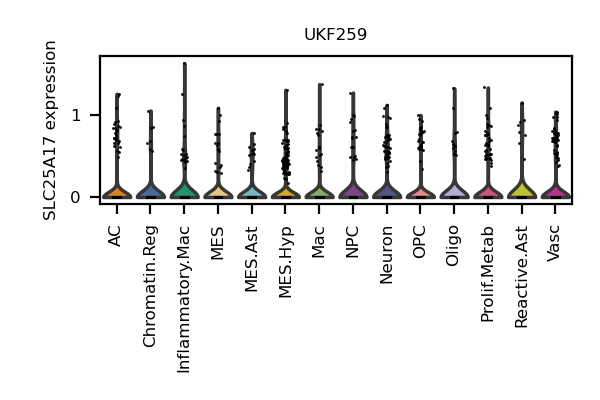 UKF259
SLC25A17 expression
1
0
AC
Chromatin.Reg
Inflammatory.Mac
MES
MES.Ast
MES.Hyp
Mac
NPC
Neuron
OPC
Oligo
Prolif.Metab
Reactive.Ast
Vasc